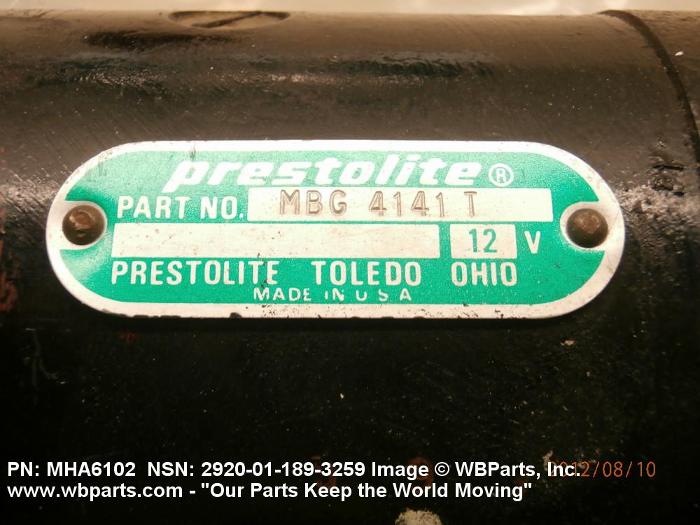 prestolite®
PART NO. MBG 4141 T
12 V
PRESTOLITE TOLEDO OHIO
MADE IN U S A
PN: MHA6102 NSN: 2920-01-189-3259 Image © WBParts, Inc. 2012/08/10
www.wbparts.com - "Our Parts Keep the World Moving"